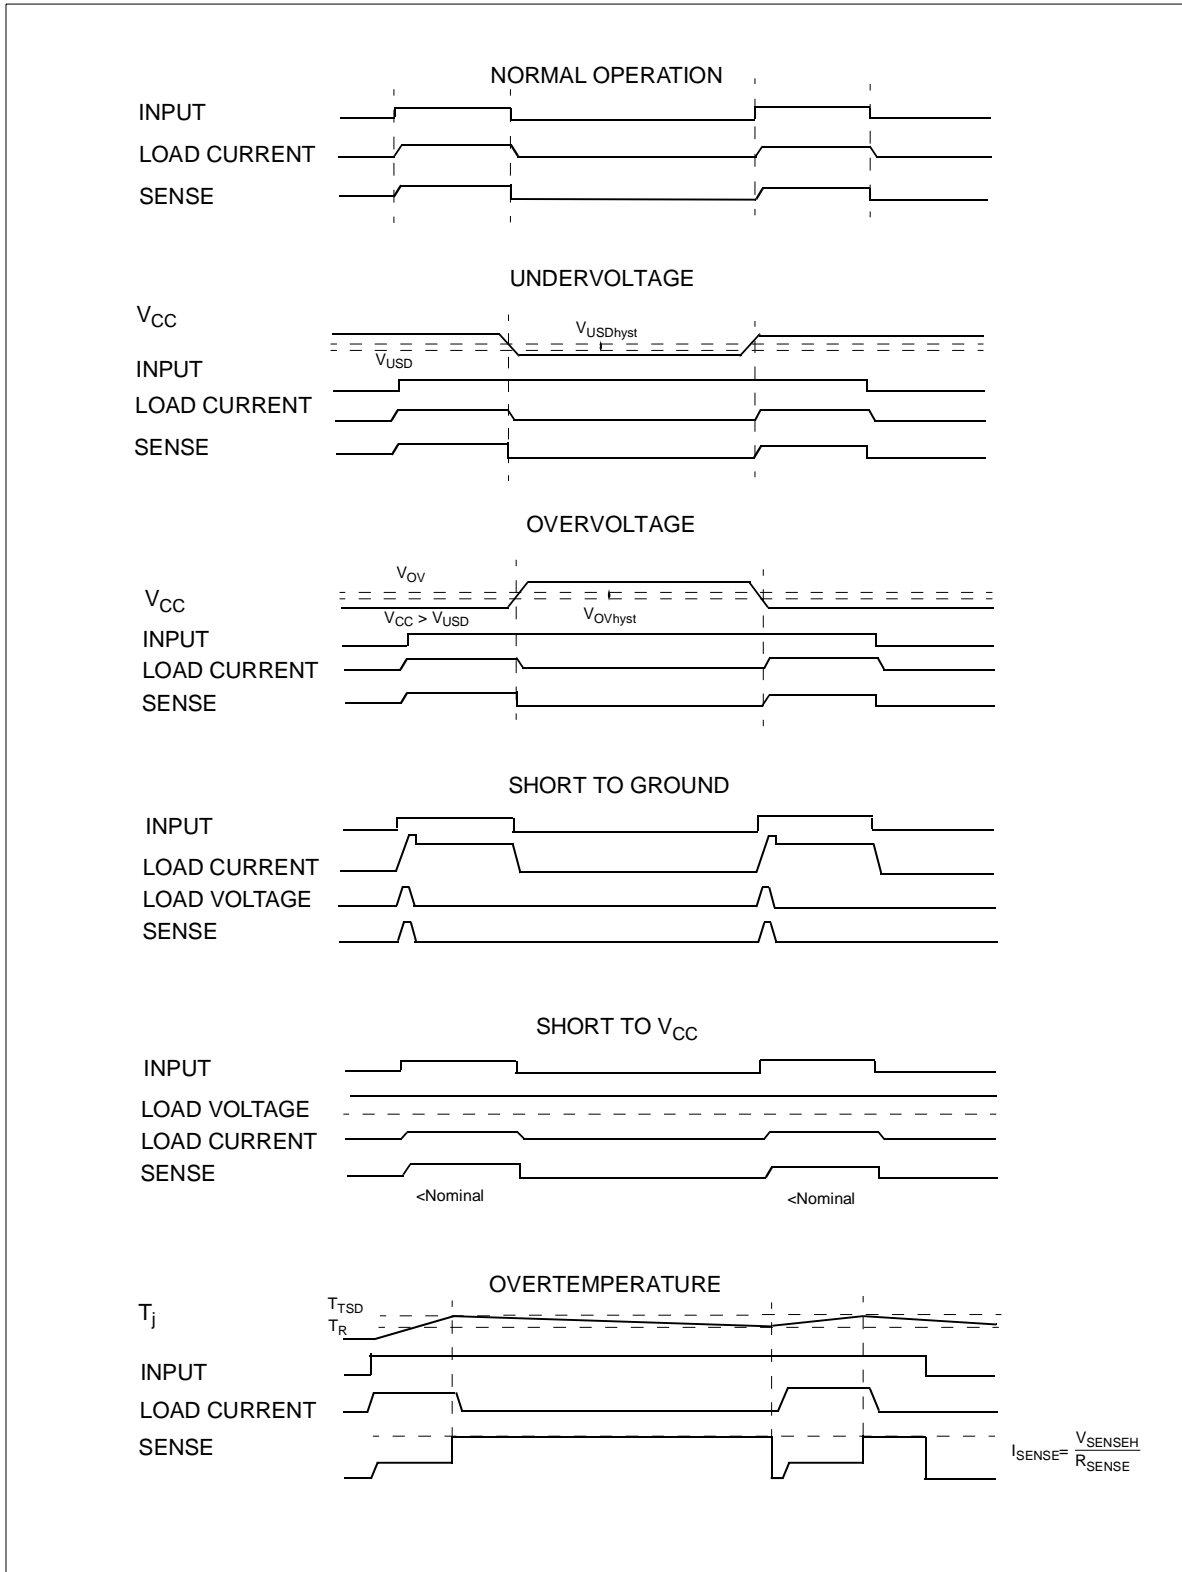 NORMAL OPERATION
INPUT
LOAD CURRENT
SENSE
UNDERVOLTAGE
VCC
VUSDhyst
VUSD
INPUT
LOAD CURRENT
SENSE
OVERVOLTAGE
VOV
VCC
VCC > VUSD
VOVhyst
INPUT
LOAD CURRENT
SENSE
SHORT TO GROUND
INPUT
LOAD CURRENT
LOAD VOLTAGE
SENSE
SHORT TO VCC
INPUT
LOAD VOLTAGE
LOAD CURRENT
SENSE
<Nominal <Nominal
OVERTEMPERATURE
Tj
TTSD
TR
INPUT
LOAD CURRENT
SENSE
ISENSE= VSENSEH
RSENSE